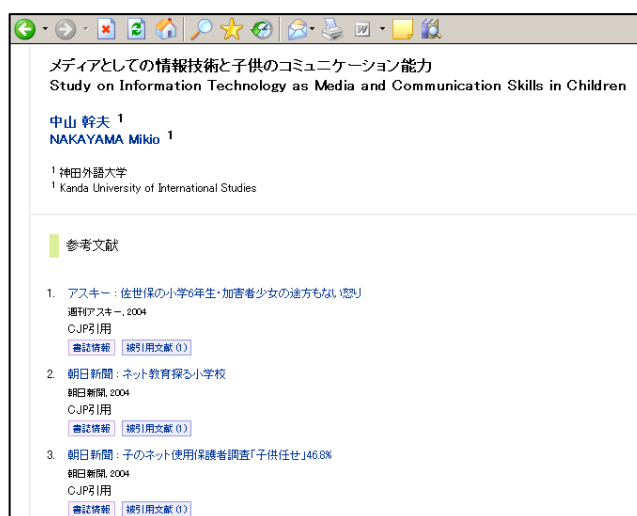 メディアとしての情報技術と子供のコミュニケーション能力
Study on Information Technology as Media and Communication Skills in Children
中山 幹夫 1
NAKAYAMA Mikio 1
1 神田外語大学
1 Kanda University of International Studies
参考文献
1. アスキー : 佐世保の小学6年生・加害者少女の途方もない怒り
週刊アスキー, 2004
CJP引用
書誌情報 被引用文献 (1)
2. 朝日新聞 : ネット教育探る小学校
朝日新聞, 2004
CJP引用
書誌情報 被引用文献 (1)
3. 朝日新聞 : 子のネット使用保護者調査「子供任せ」46.8%
朝日新聞, 2004
CJP引用
書誌情報 被引用文献 (1)